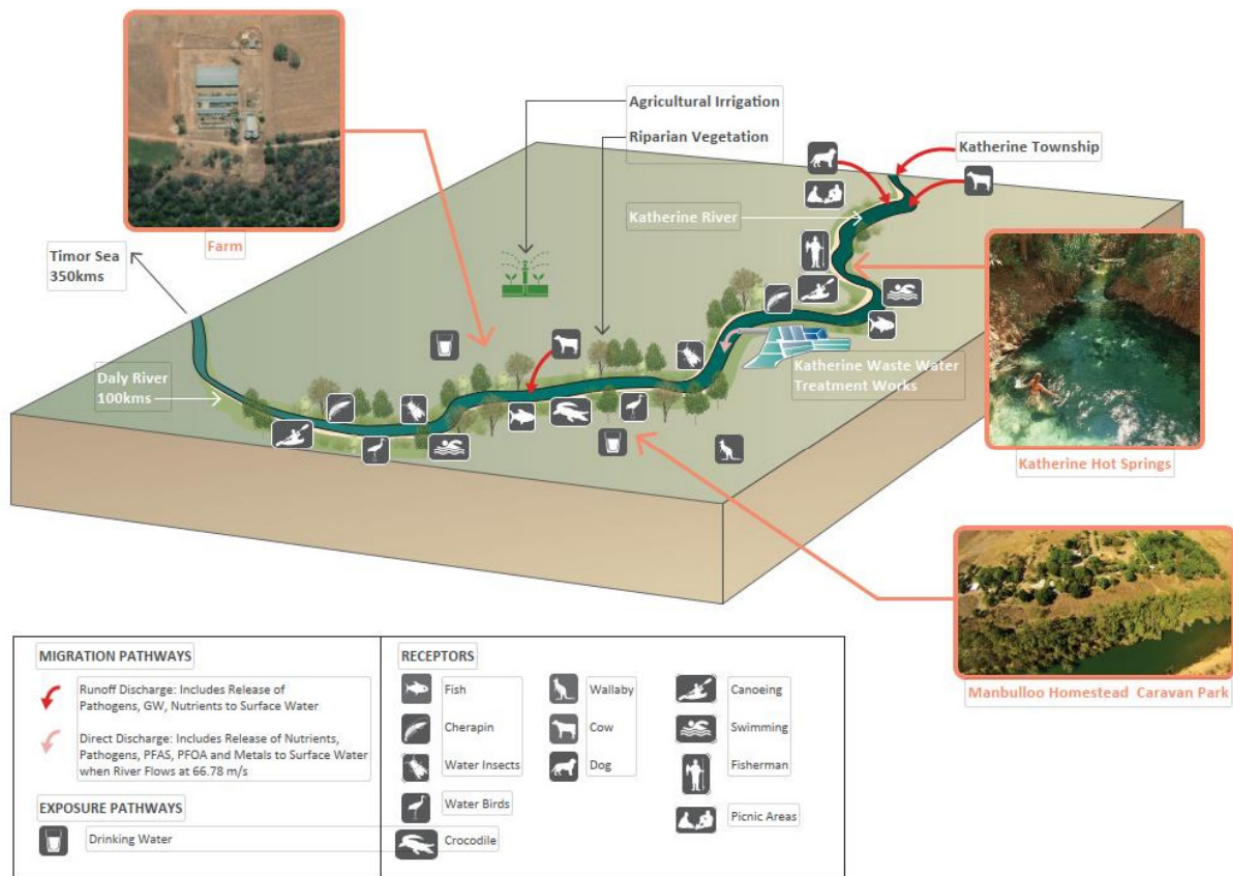 Agricultural Irrigation
Riparian Vegetation
Katherine Township
Katherine River
Farm
Timor Sea
350kms
Daly River
100kms
Katherine Waste Water
Treatment Works
Katherine Hot Springs
Manbulloo Homestead Caravan Park
MIGRATION PATHWAYS
Runoff Discharge: Includes Release of
Pathogens, GW, Nutrients to Surface Water
Direct Discharge: Includes Release of Nutrients,
Pathogens, PFAS, PFOA and Metals to Surface Water
when River Flows at 66.78 m/s
EXPOSURE PATHWAYS
Drinking Water
RECEPTORS
Fish
Cherapin
Water Insects
Water Birds
Crocodile
Wallaby
Cow
Dog
Canoeing
Swimming
Fisherman
Picnic Areas